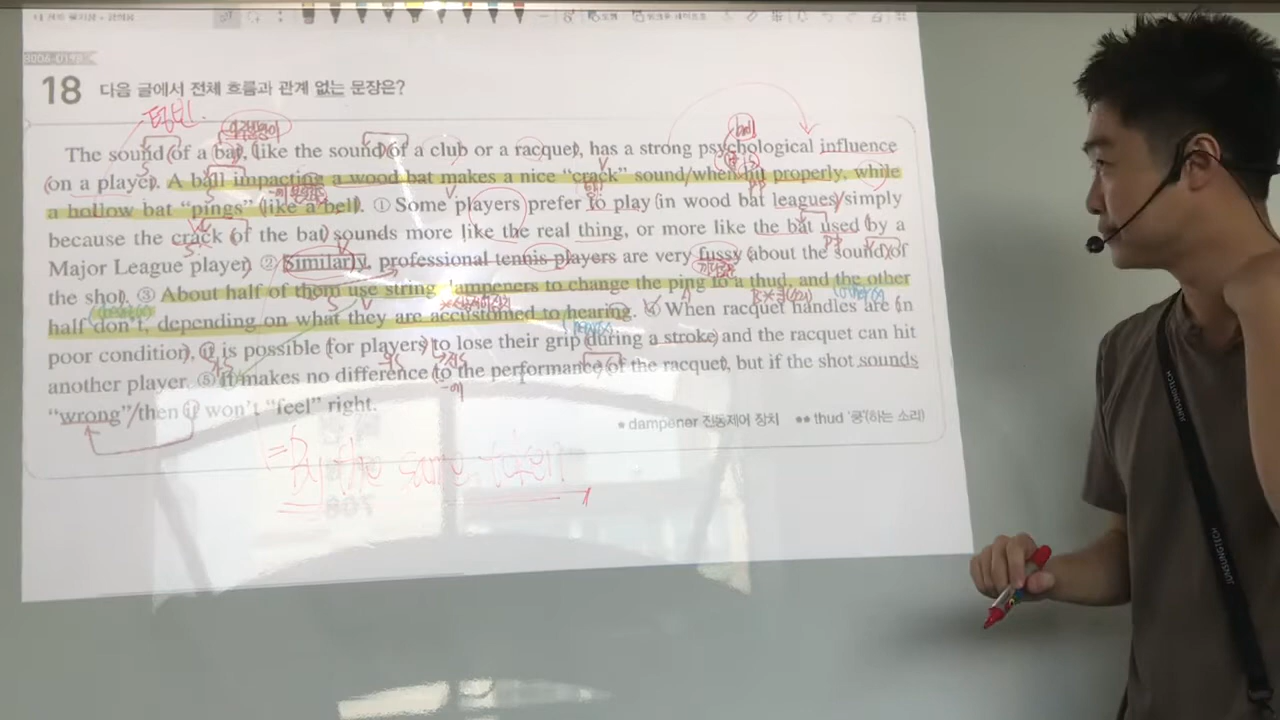 8006-0198
18 다음 글에서 전체 흐름과 관계 없는 문장은?
The sound of a bat, like the sound of a club or a racquet, has a strong psychological influence
on a player. A ball impacting a wood bat makes a nice “crack” sound when hit properly, while
a hollow bat “pings” like a bell. ① Some players prefer to play in wood bat leagues simply
because the crack of the bat sounds more like the real thing, or more like the bat used by a
Major League player. ② Similarly, professional tennis players are very fussy about the sound of
the shot. ③ About half of them use string dampeners to change the ping to a thud, and the other
half don't, depending on what they are accustomed to hearing. ④ When racquet handles are in
poor condition, it is possible for players to lose their grip during a stroke and the racquet can hit
another player. ⑤ It makes no difference to the performance of the racquet, but if the shot sounds
“wrong” then it won't “feel” right.
* dampener 진동제어 장치 ** thud '쿵'(하는 소리)
= By the same token
JUNSUNGTECH
JUNSUNGTECH